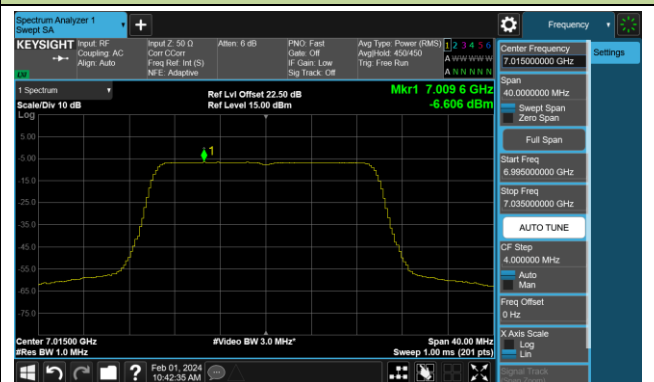 Spectrum Analyzer 1
Swept SA
Frequency
KEYSIGHT
Input: RF
Coupling: AC
Align: Auto
Input Z: 50 Ω
Corr CCorr
Freq Ref: Int (S)
NFE: Adaptive
Atten: 6 dB
PNO: Fast
Gate: Off
IF Gain: Low
Sig Track: Off
Avg Type: Power (RMS)
Avg|Hold: 450/450
Trig: Free Run
1 2 3 4 5 6
A W W W W W
A N N N N N
1 Spectrum
Scale/Div 10 dB
Log
Ref Lvl Offset 22.50 dB
Ref Level 15.00 dBm
Mkr1 7.009 6 GHz
-6.606 dBm
1
5.00
-5.00
-15.0
-25.0
-35.0
-45.0
-55.0
-65.0
-75.0
Center 7.01500 GHz
#Res BW 1.0 MHz
#Video BW 3.0 MHz*
Span 40.00 MHz
Sweep 1.00 ms (201 pts)
Feb 01, 2024
10:42:35 AM
Center Frequency
7.015000000 GHz
Settings
Span
40.0000000 MHz
Swept Span
Zero Span
Full Span
Start Freq
6.995000000 GHz
Stop Freq
7.035000000 GHz
AUTO TUNE
CF Step
4.000000 MHz
Auto
Man
Freq Offset
0 Hz
X Axis Scale
Log
Lin
Signal Track